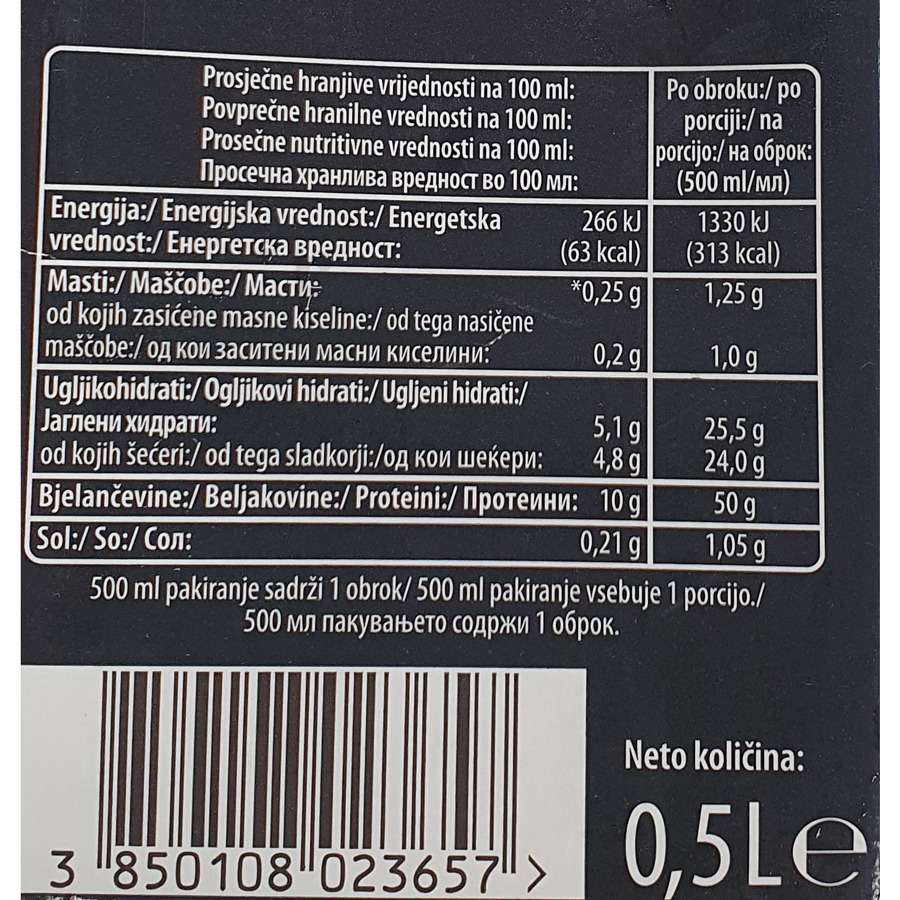 Prosječne hranjive vrijednosti na 100 ml:
Povprečne hranilne vrednosti na 100 ml:
Prosečne nutritivne vrednosti na 100 ml:
Просечна хранлива вредност во 100 мл:
Po obroku:/ po
porciji:/ na
porcijo:/ на оброк:
(500 ml/мл)
Energija:/ Energijska vrednost:/ Energetska 266 kJ 1330 kJ
vrednost:/ Енергетска вредност: (63 kcal) (313 kcal)
Masti:/ Maščobe:/ Масти: *0,25 g 1,25 g
od kojih zasićene masne kiseline:/ od tega nasičene
maščobe:/ од кои заситени масни киселини: 0,2 g 1,0 g
Ugljikohidrati:/ Ogljikovi hidrati:/ Ugljeni hidrati:/
Јаглени хидрати: 5,1 g 25,5 g
od kojih šećeri:/ od tega sladkorji:/од кои шеќери: 4,8 g 24,0 g
Bjelančevine:/ Beljakovine:/ Proteini:/ Протеини: 10 g 50 g
Sol:/ So:/ Сол: 0,21 g 1,05 g
500 ml pakiranje sadrži 1 obrok/ 500 ml pakiranje vsebuje 1 porcijo./
500 мл пакувањето содржи 1 оброк.
Neto količina:
0,5L e
3 850108 023657 >